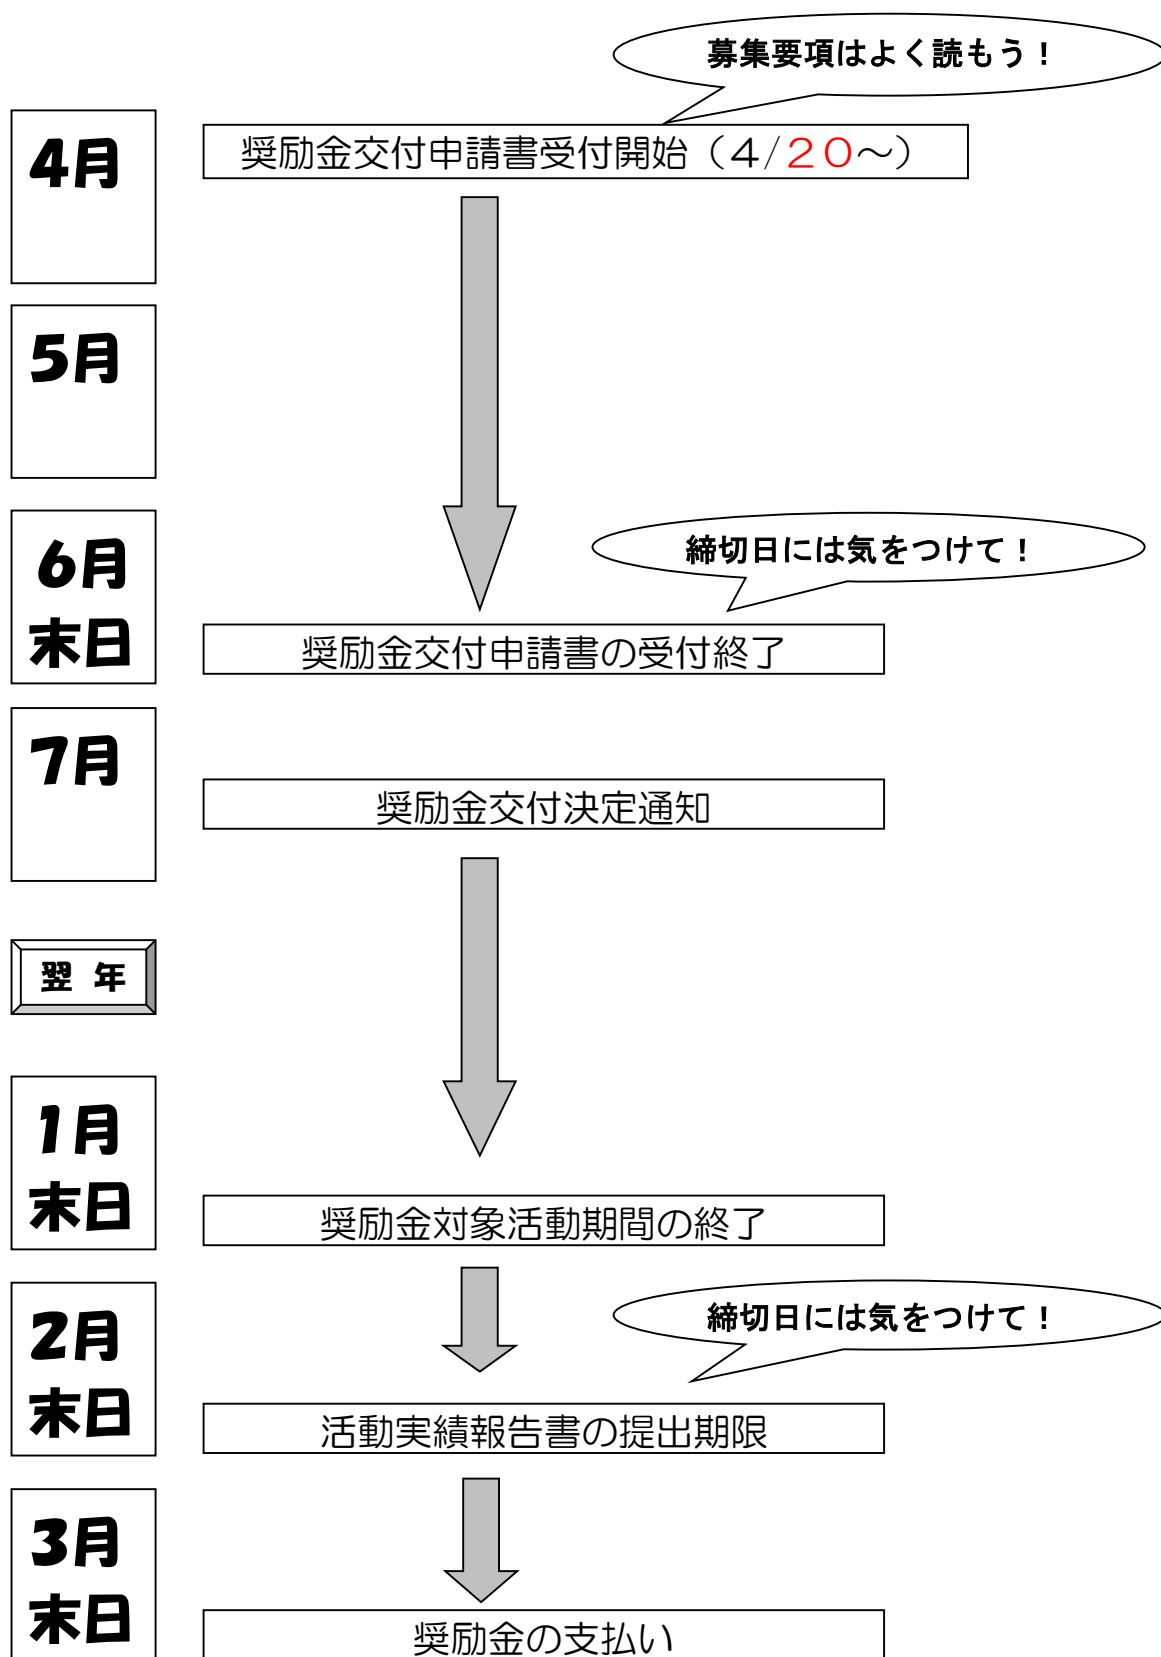 募集要項はよく読もう！
4月
奨励金交付申請書受付開始（４/２０～）
5月
6月
末日
締切日には気をつけて！
奨励金交付申請書の受付終了
7月
奨励金交付決定通知
翌 年
1月
末日
奨励金対象活動期間の終了
2月
末日
締切日には気をつけて！
活動実績報告書の提出期限
3月
末日
奨励金の支払い